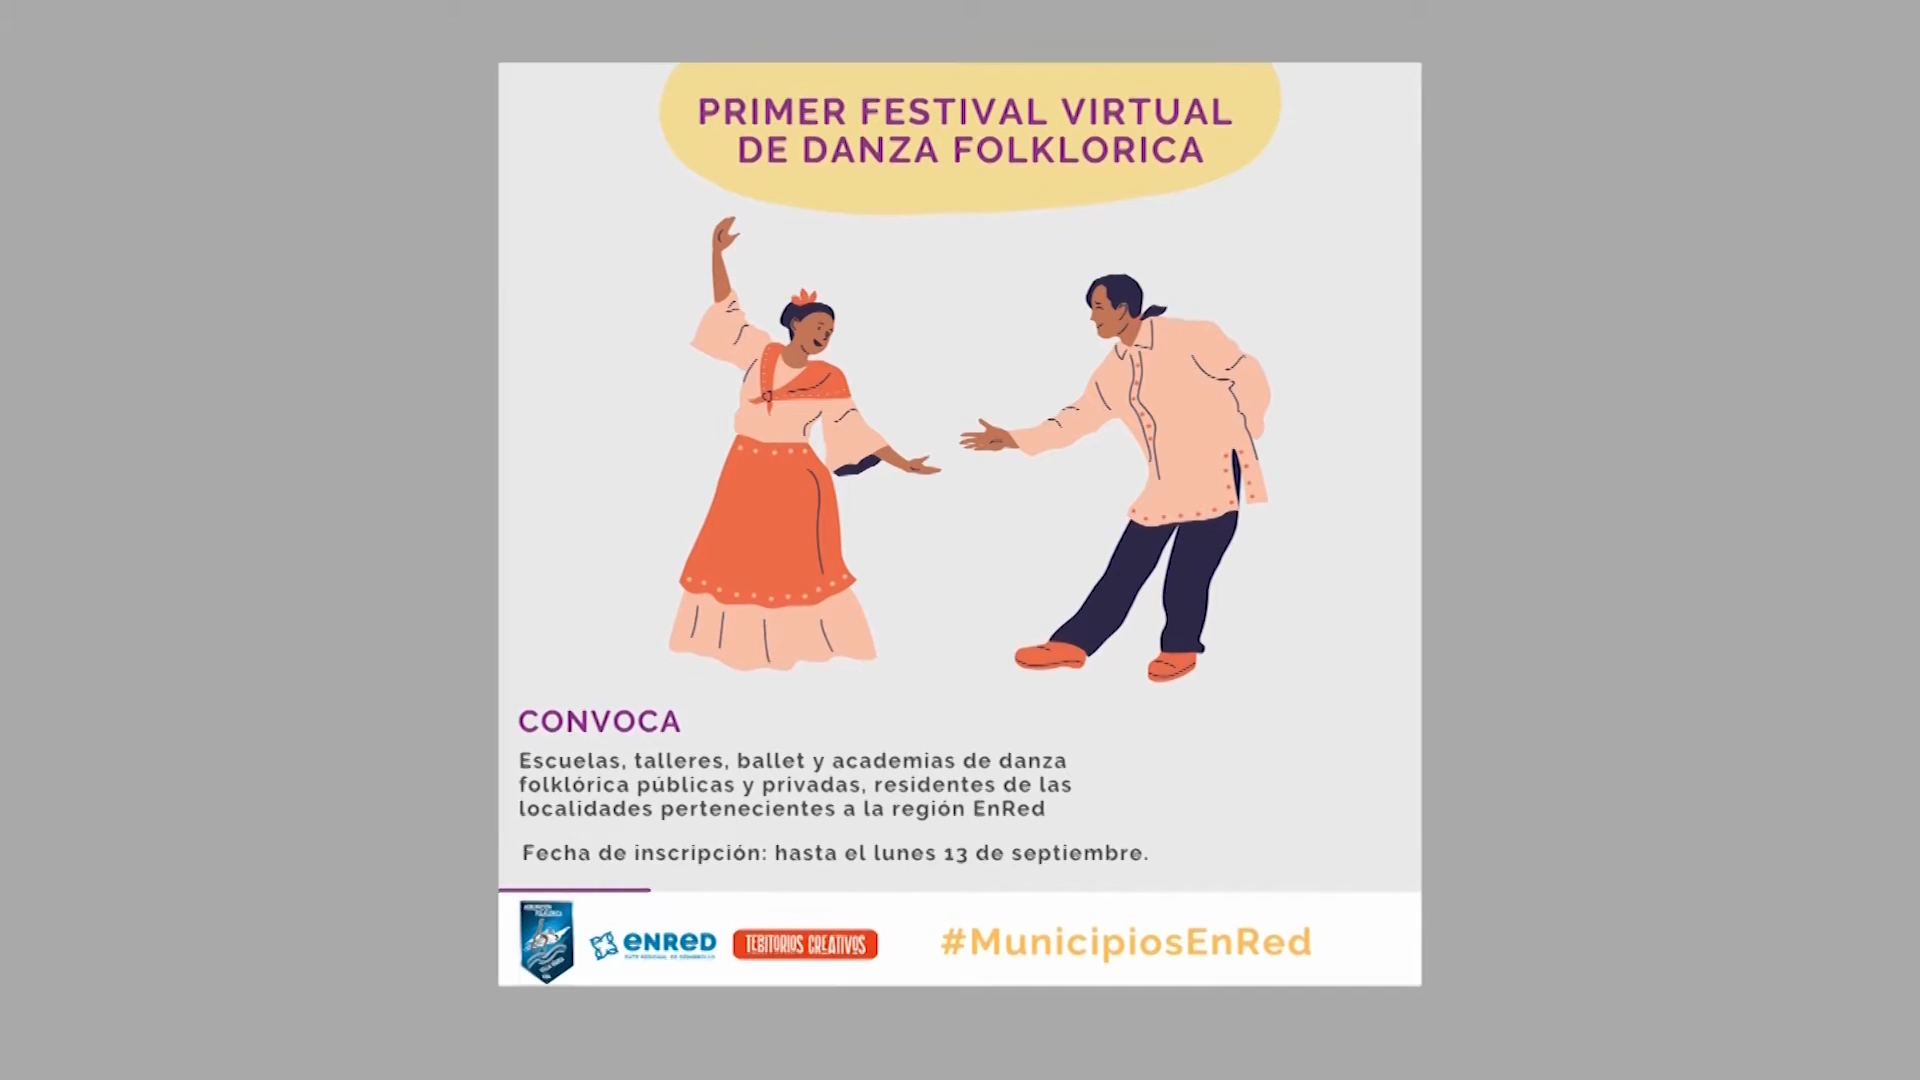 PRIMER FESTIVAL VIRTUAL
DE DANZA FOLKLORICA
CONVOCA
Escuelas, talleres, ballet y academias de danza
folklórica públicas y privadas, residentes de las
localidades pertenecientes a la región EnRed
Fecha de inscripción: hasta el lunes 13 de septiembre.
enRed
TERRITORIOS CREATIVOS
#MunicipiosEnRed